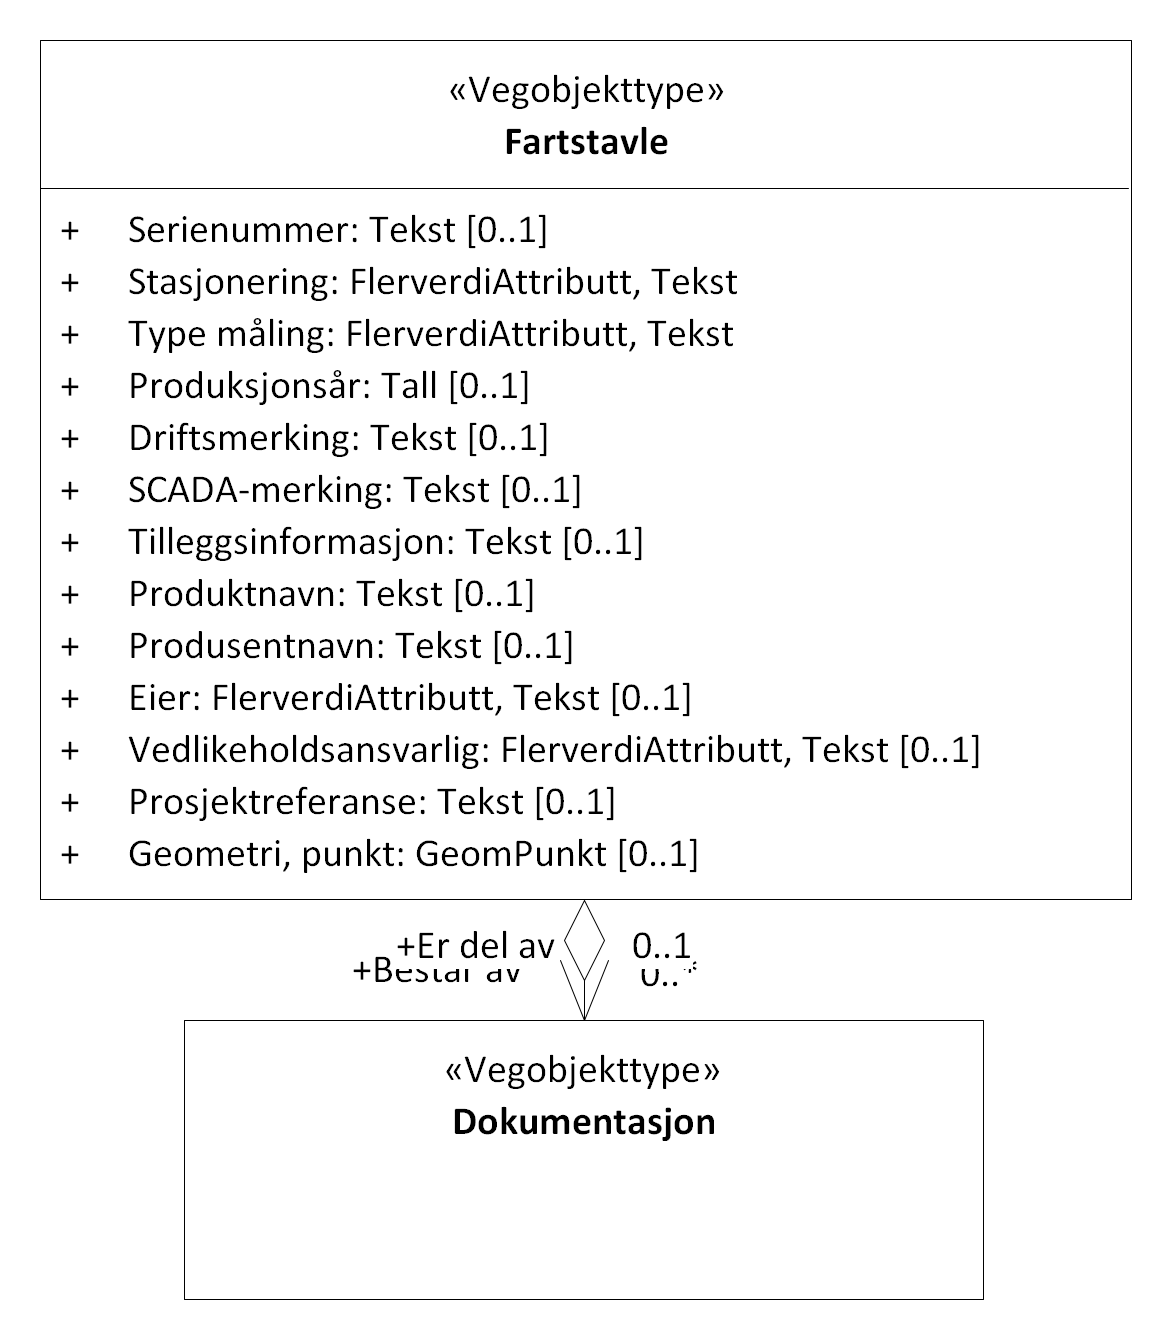 «Vegobjekttype»
Fartstavle
+ Serienummer: Tekst [0..1]
+ Stasjonering: FlerverdiAttributt, Tekst
+ Type måling: FlerverdiAttributt, Tekst
+ Produksjonsår: Tall [0..1]
+ Driftsmerking: Tekst [0..1]
+ SCADA-merking: Tekst [0..1]
+ Tilleggsinformasjon: Tekst [0..1]
+ Produktnavn: Tekst [0..1]
+ Produsentnavn: Tekst [0..1]
+ Eier: FlerverdiAttributt, Tekst [0..1]
+ Vedlikeholdsansvarlig: FlerverdiAttributt, Tekst [0..1]
+ Prosjektreferanse: Tekst [0..1]
+ Geometri, punkt: GeomPunkt [0..1]
+Er del av 0..1
+Består av 0..*
«Vegobjekttype»
Dokumentasjon